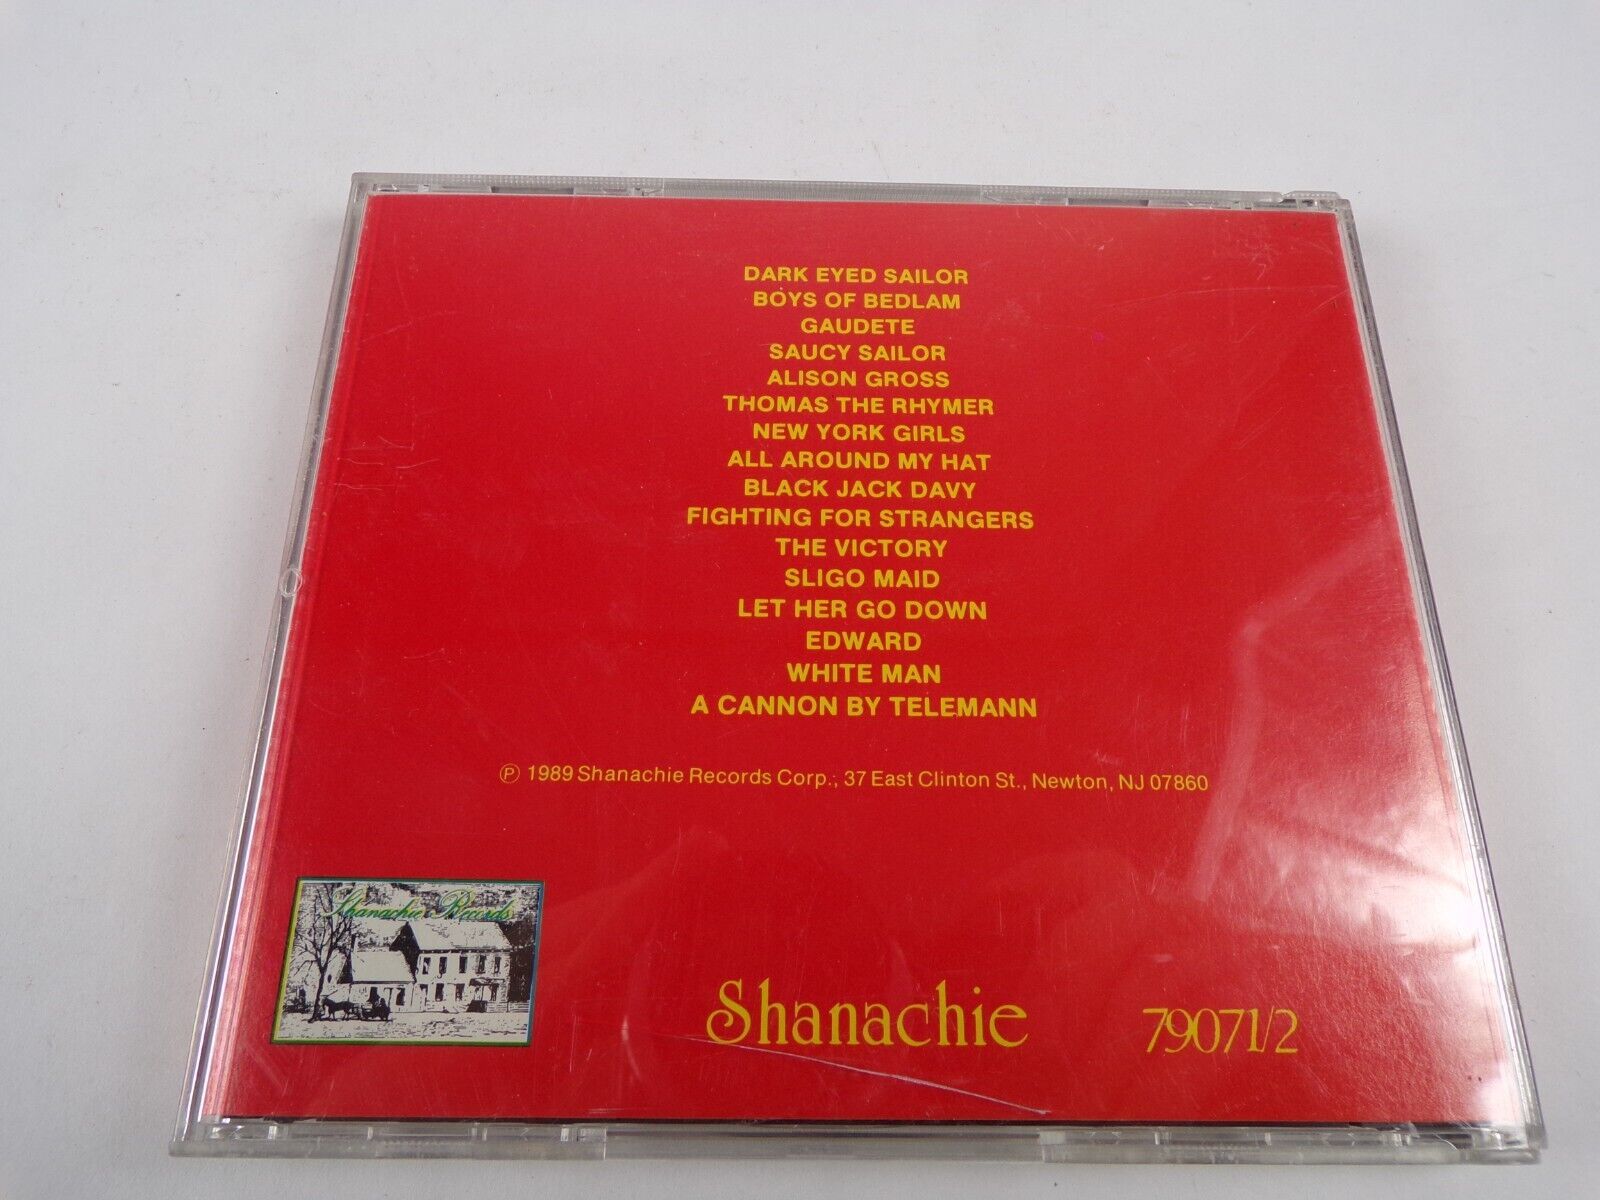 DARK EYED SAILOR
BOYS OF BEDLAM
GAUDETE
SAUCY SAILOR
ALISON GROSS
THOMAS THE RHYMER
NEW YORK GIRLS
ALL AROUND MY HAT
BLACK JACK DAVY
FIGHTING FOR STRANGERS
THE VICTORY
SLIGO MAID
LET HER GO DOWN
EDWARD
WHITE MAN
A CANNON BY TELEMANN
℗ 1989 Shanachie Records Corp.; 37 East Clinton St., Newton, NJ 07860
Shanachie Records
Shanachie 79071/2